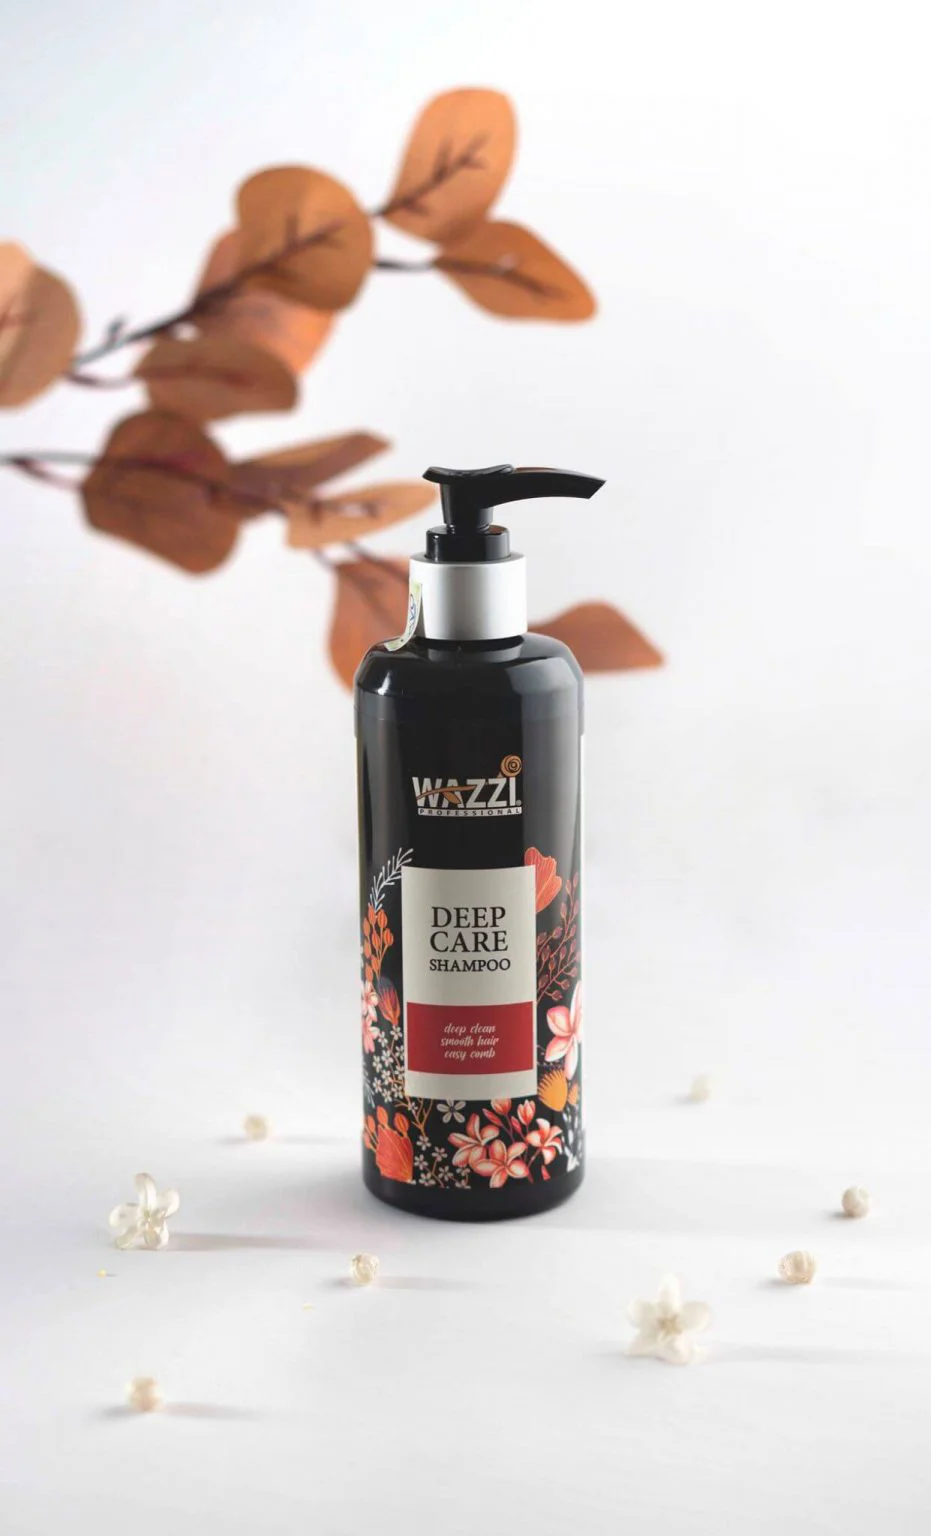 WAZZI
PROFESSIONAL
DEEP
CARE
SHAMPOO
deep clean
smooth hair
easy comb